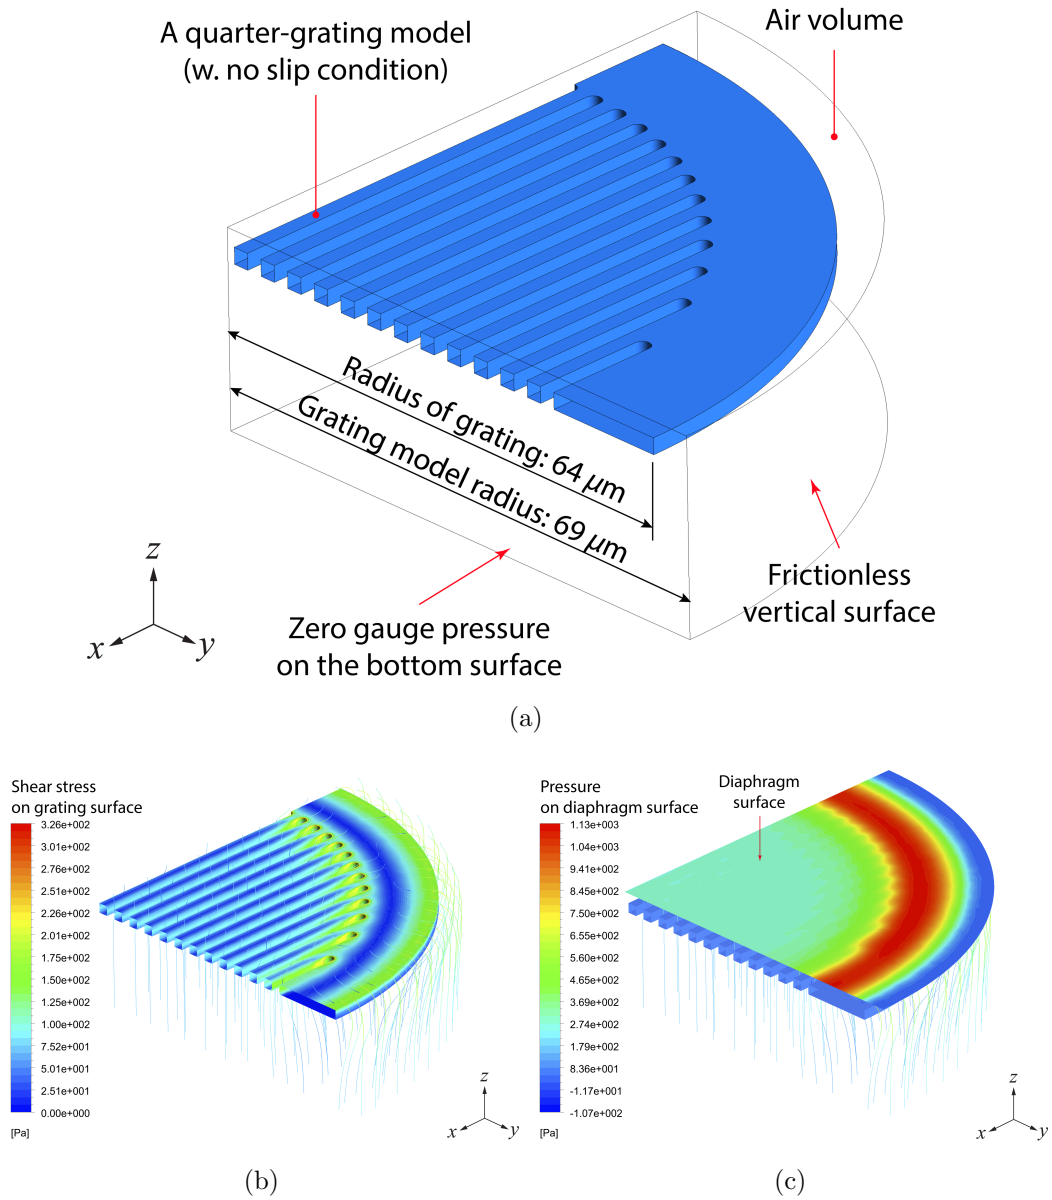 A quarter-grating model
(w. no slip condition)
Air volume
Radius of grating: 64 μm
Grating model radius: 69 μm
Frictionless
vertical surface
Zero gauge pressure
on the bottom surface
z
x
y
(a)
Shear stress
on grating surface
3.26e+002
3.01e+002
2.76e+002
2.51e+002
2.26e+002
2.01e+002
1.75e+002
1.50e+002
1.25e+002
1.00e+002
7.52e+001
5.01e+001
2.51e+001
0.00e+000
[Pa]
z
x
y
(b)
Pressure
on diaphragm surface
Diaphragm
surface
1.13e+003
1.04e+003
9.41e+002
8.45e+002
7.50e+002
6.55e+002
5.60e+002
4.65e+002
3.69e+002
2.74e+002
1.79e+002
8.36e+001
-1.17e+001
-1.07e+002
[Pa]
z
x
y
(c)